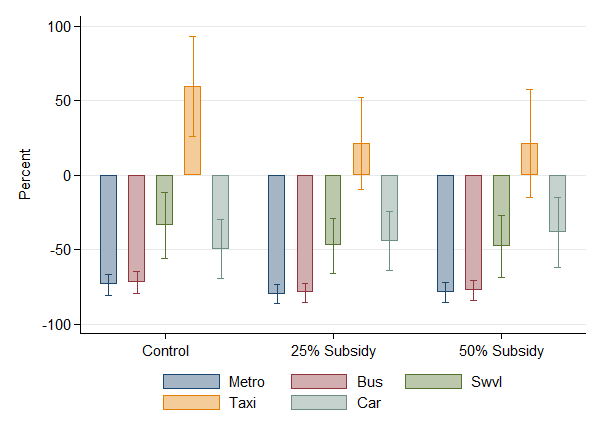 100
50
0
-50
-100
Percent
Control 25% Subsidy 50% Subsidy
Metro Bus Swvl
Taxi Car